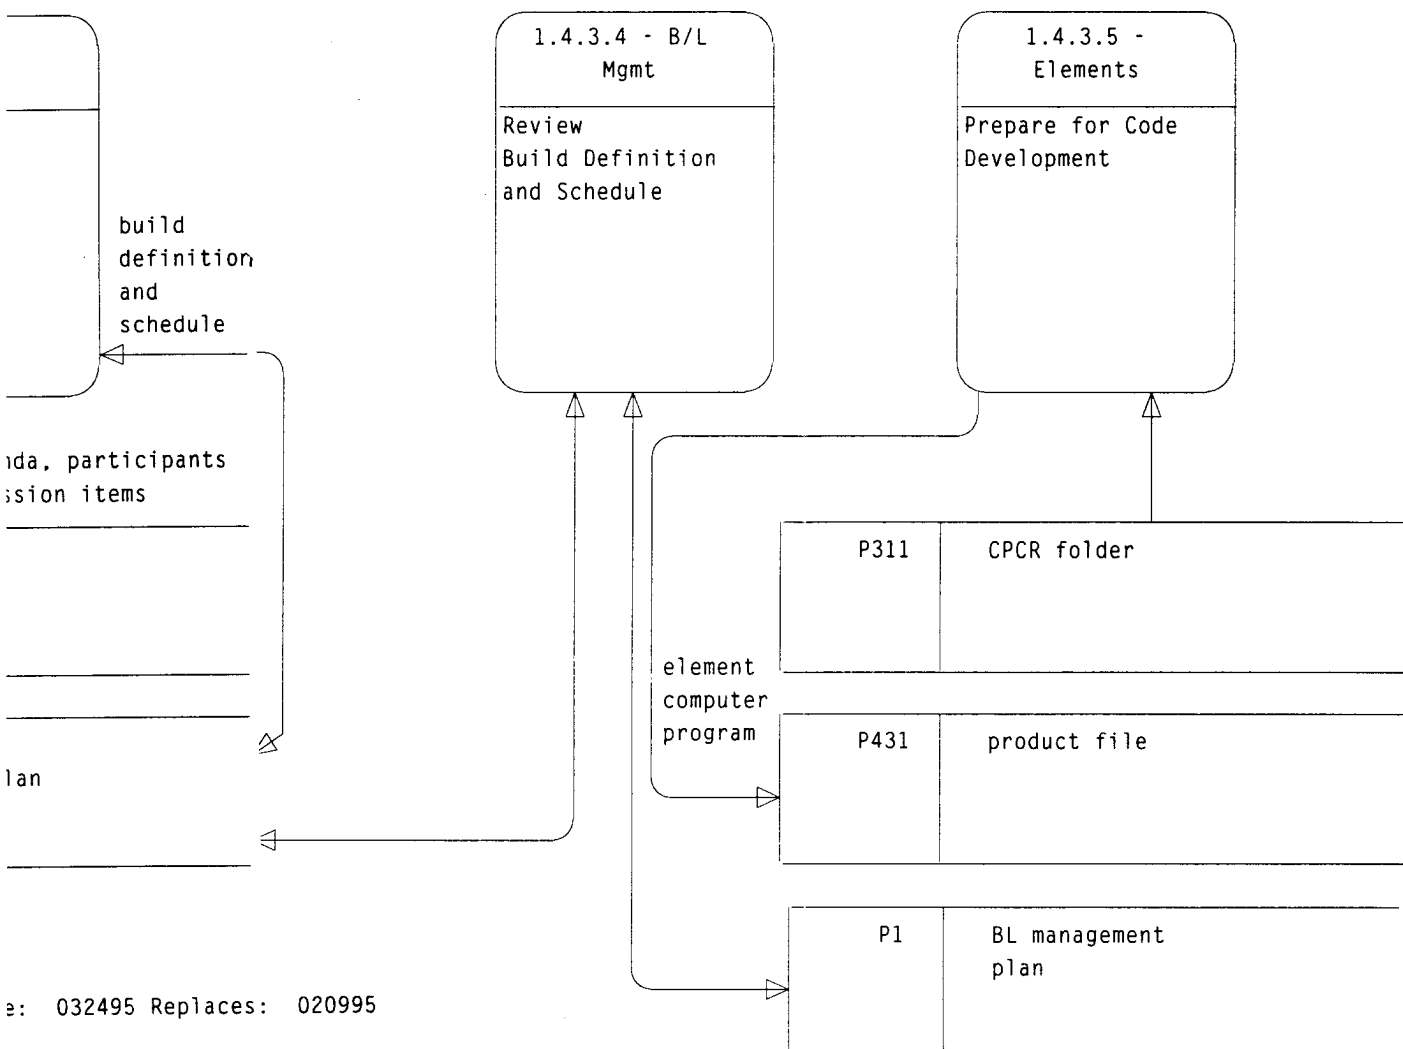 1.4.3.4 - B/L
Mgmt
Review
Build Definition
and Schedule
1.4.3.5 -
Elements
Prepare for Code
Development
build
definition
and
schedule
participants
items
P311 CPCR folder
element
computer
program
P431 product file
P1 BL management
plan
032495 Replaces: 020995